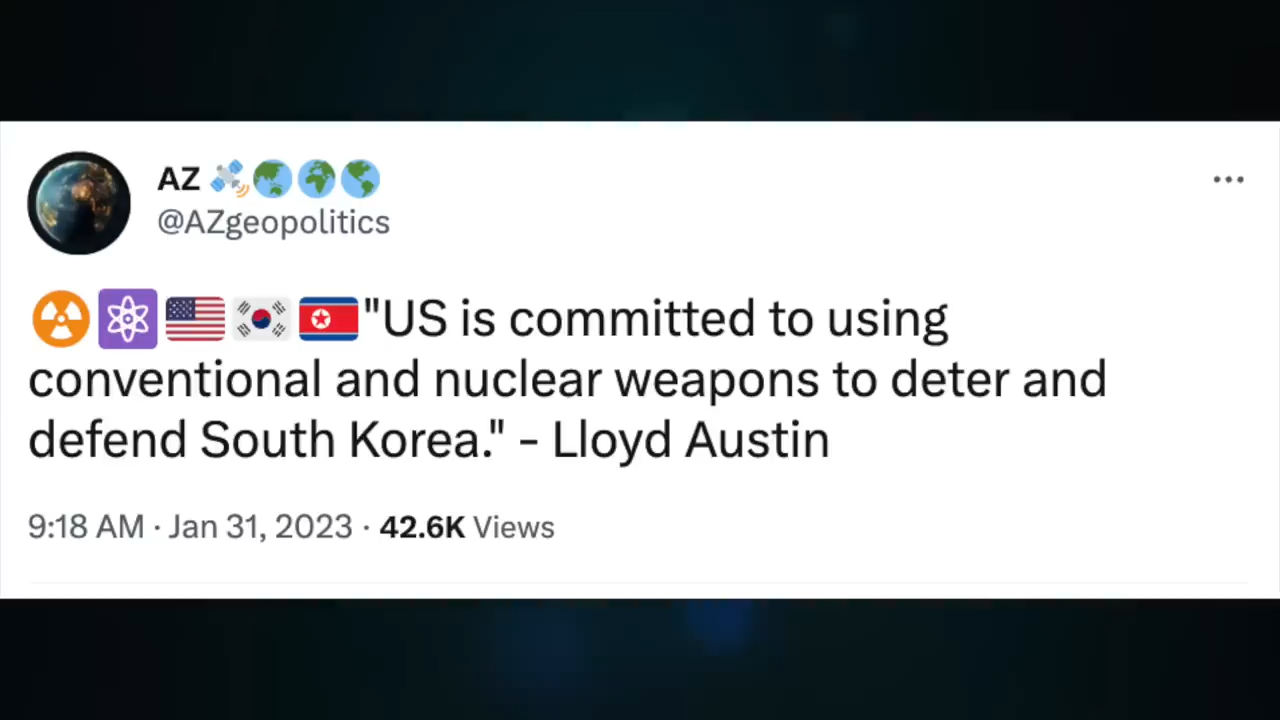 AZ 🛰️🌏🌍🌎
@AZgeopolitics
☢️⚛️🇺🇸🇰🇷🇰🇵"US is committed to using
conventional and nuclear weapons to deter and
defend South Korea." – Lloyd Austin
9:18 AM · Jan 31, 2023 · 42.6K Views